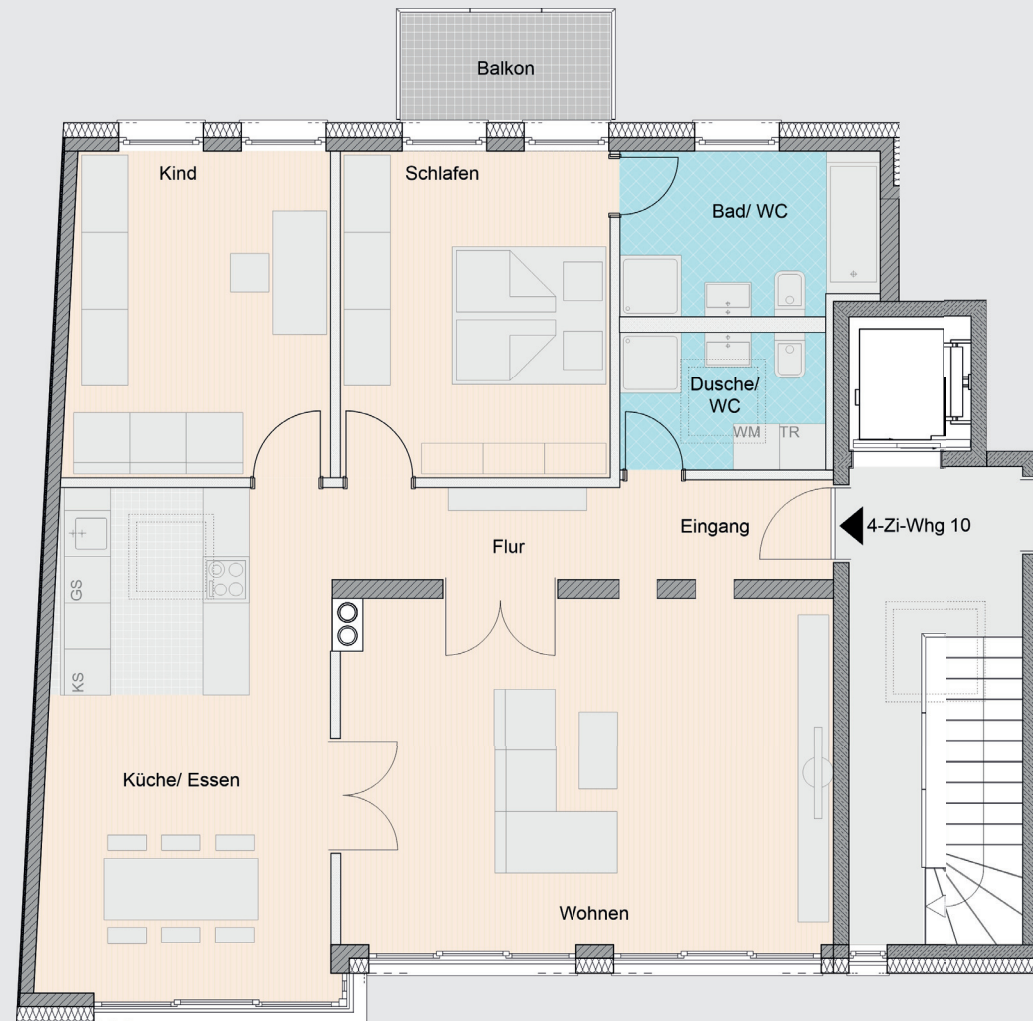 Balkon
Kind
Schlafen
Bad/ WC
Dusche/
WC
WM
TR
Eingang
4-Zi-Whg 10
Flur
GS
KS
Küche/ Essen
Wohnen